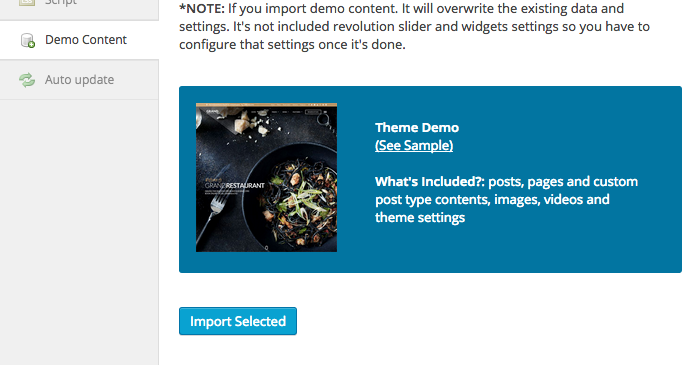 Script
Demo Content
Auto update
*NOTE: If you import demo content. It will overwrite the existing data and
settings. It's not included revolution slider and widgets settings so you have to
configure that settings once it's done.
GRAND RESTAURANT
Theme Demo
(See Sample)
What's Included?: posts, pages and custom
post type contents, images, videos and
theme settings
Import Selected